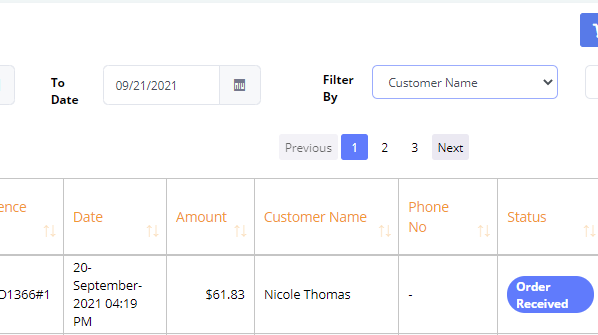 To
Date
09/21/2021
Filter
By
Customer Name
Previous 1 2 3 Next
ence
Date
Amount
Customer Name
Phone
No
Status
D1366#1
20-
September-
2021 04:19
PM
$61.83
Nicole Thomas
-
Order
Received